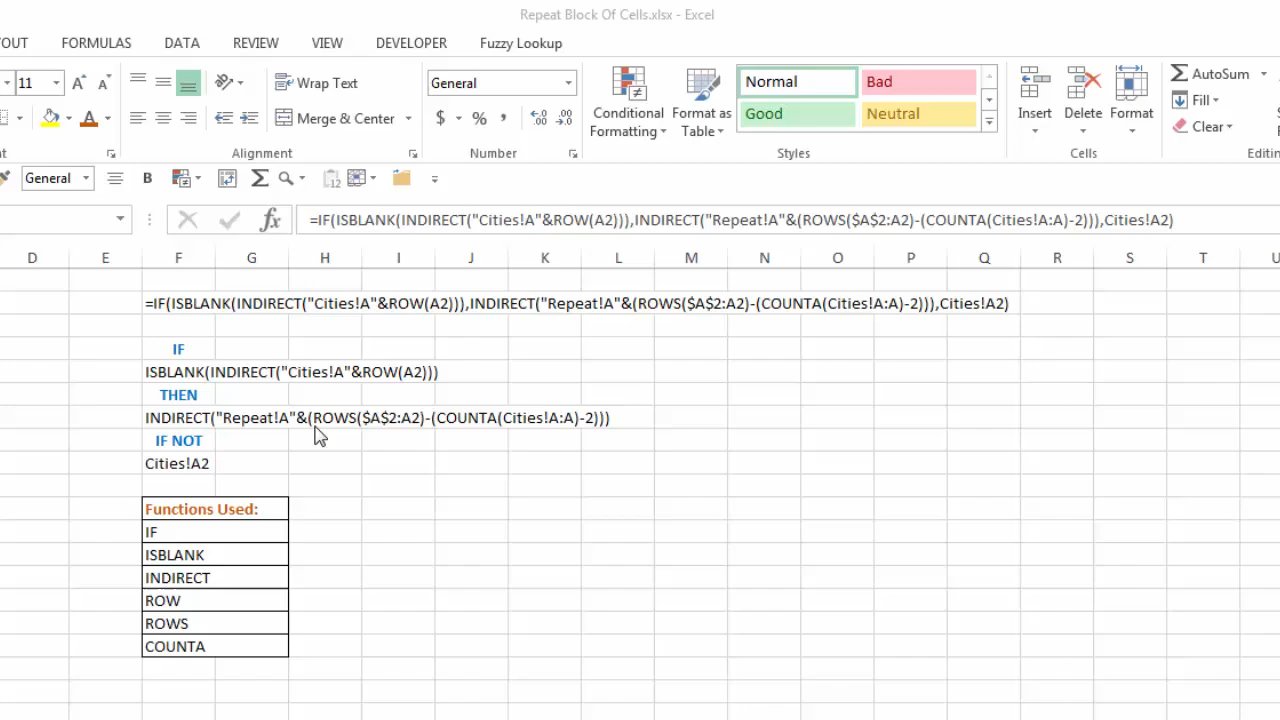 Repeat Block Of Cells.xlsx - Excel
OUT FORMULAS DATA REVIEW VIEW DEVELOPER Fuzzy Lookup
11 Wrap Text General Normal Bad AutoSum
Conditional Formatting Format as Table Insert Delete Format Fill
Merge & Center $ % Good Neutral Clear
Alignment Number Styles Cells Editin
General B 12
fx =IF(ISBLANK(INDIRECT("Cities!A"&ROW(A2))),INDIRECT("Repeat!A"&(ROWS($A$2:A2)-(COUNTA(Cities!A:A)-2))),Cities!A2)
D E F G H I J K L M N O P Q R S T U
=IF(ISBLANK(INDIRECT("Cities!A"&ROW(A2))),INDIRECT("Repeat!A"&(ROWS($A$2:A2)-(COUNTA(Cities!A:A)-2))),Cities!A2)
IF
ISBLANK(INDIRECT("Cities!A"&ROW(A2)))
THEN
INDIRECT("Repeat!A"&(ROWS($A$2:A2)-(COUNTA(Cities!A:A)-2)))
IF NOT
Cities!A2
Functions Used:
IF
ISBLANK
INDIRECT
ROW
ROWS
COUNTA